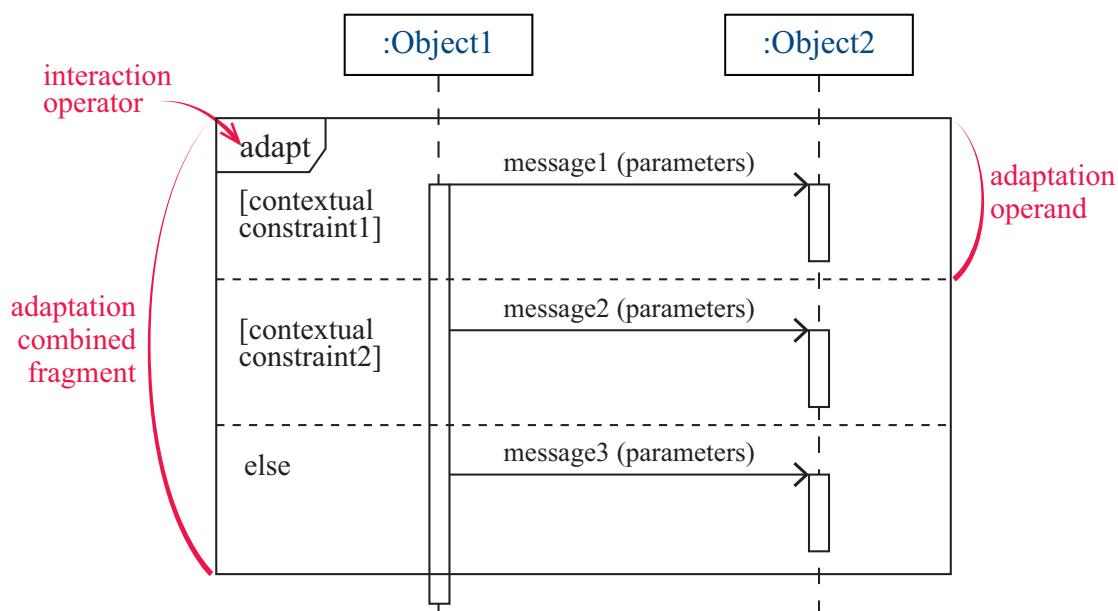 :Object1
:Object2
interaction
operator
adapt
message1 (parameters)
[contextual
constraint1]
adaptation
operand
adaptation
combined
fragment
message2 (parameters)
[contextual
constraint2]
message3 (parameters)
else